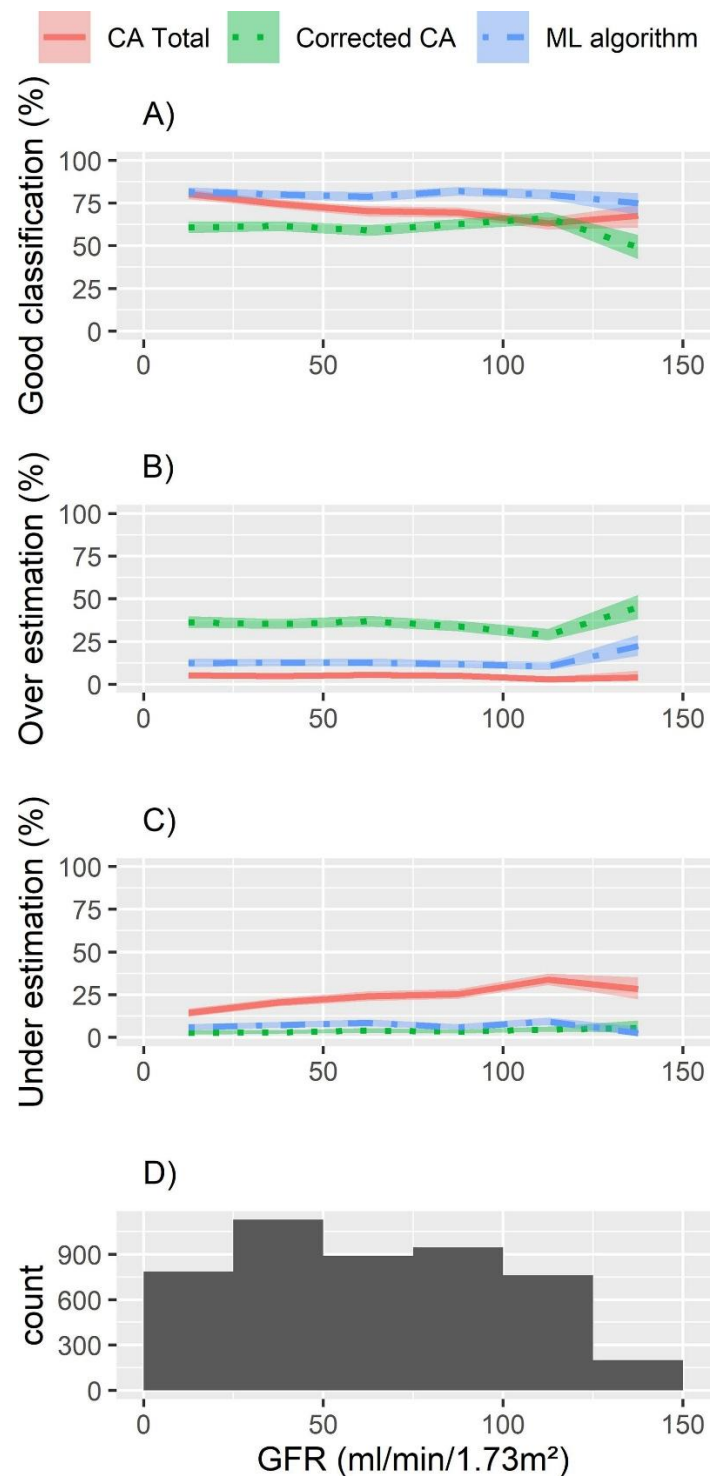 CA Total Corrected CA ML algorithm
A)
Good classification (%)
100
75
50
25
0
0 50 100 150
B)
Over estimation (%)
100
75
50
25
0
0 50 100 150
C)
Under estimation (%)
100
75
50
25
0
0 50 100 150
D)
count
900
600
300
0
0 50 100 150
GFR (ml/min/1.73m²)